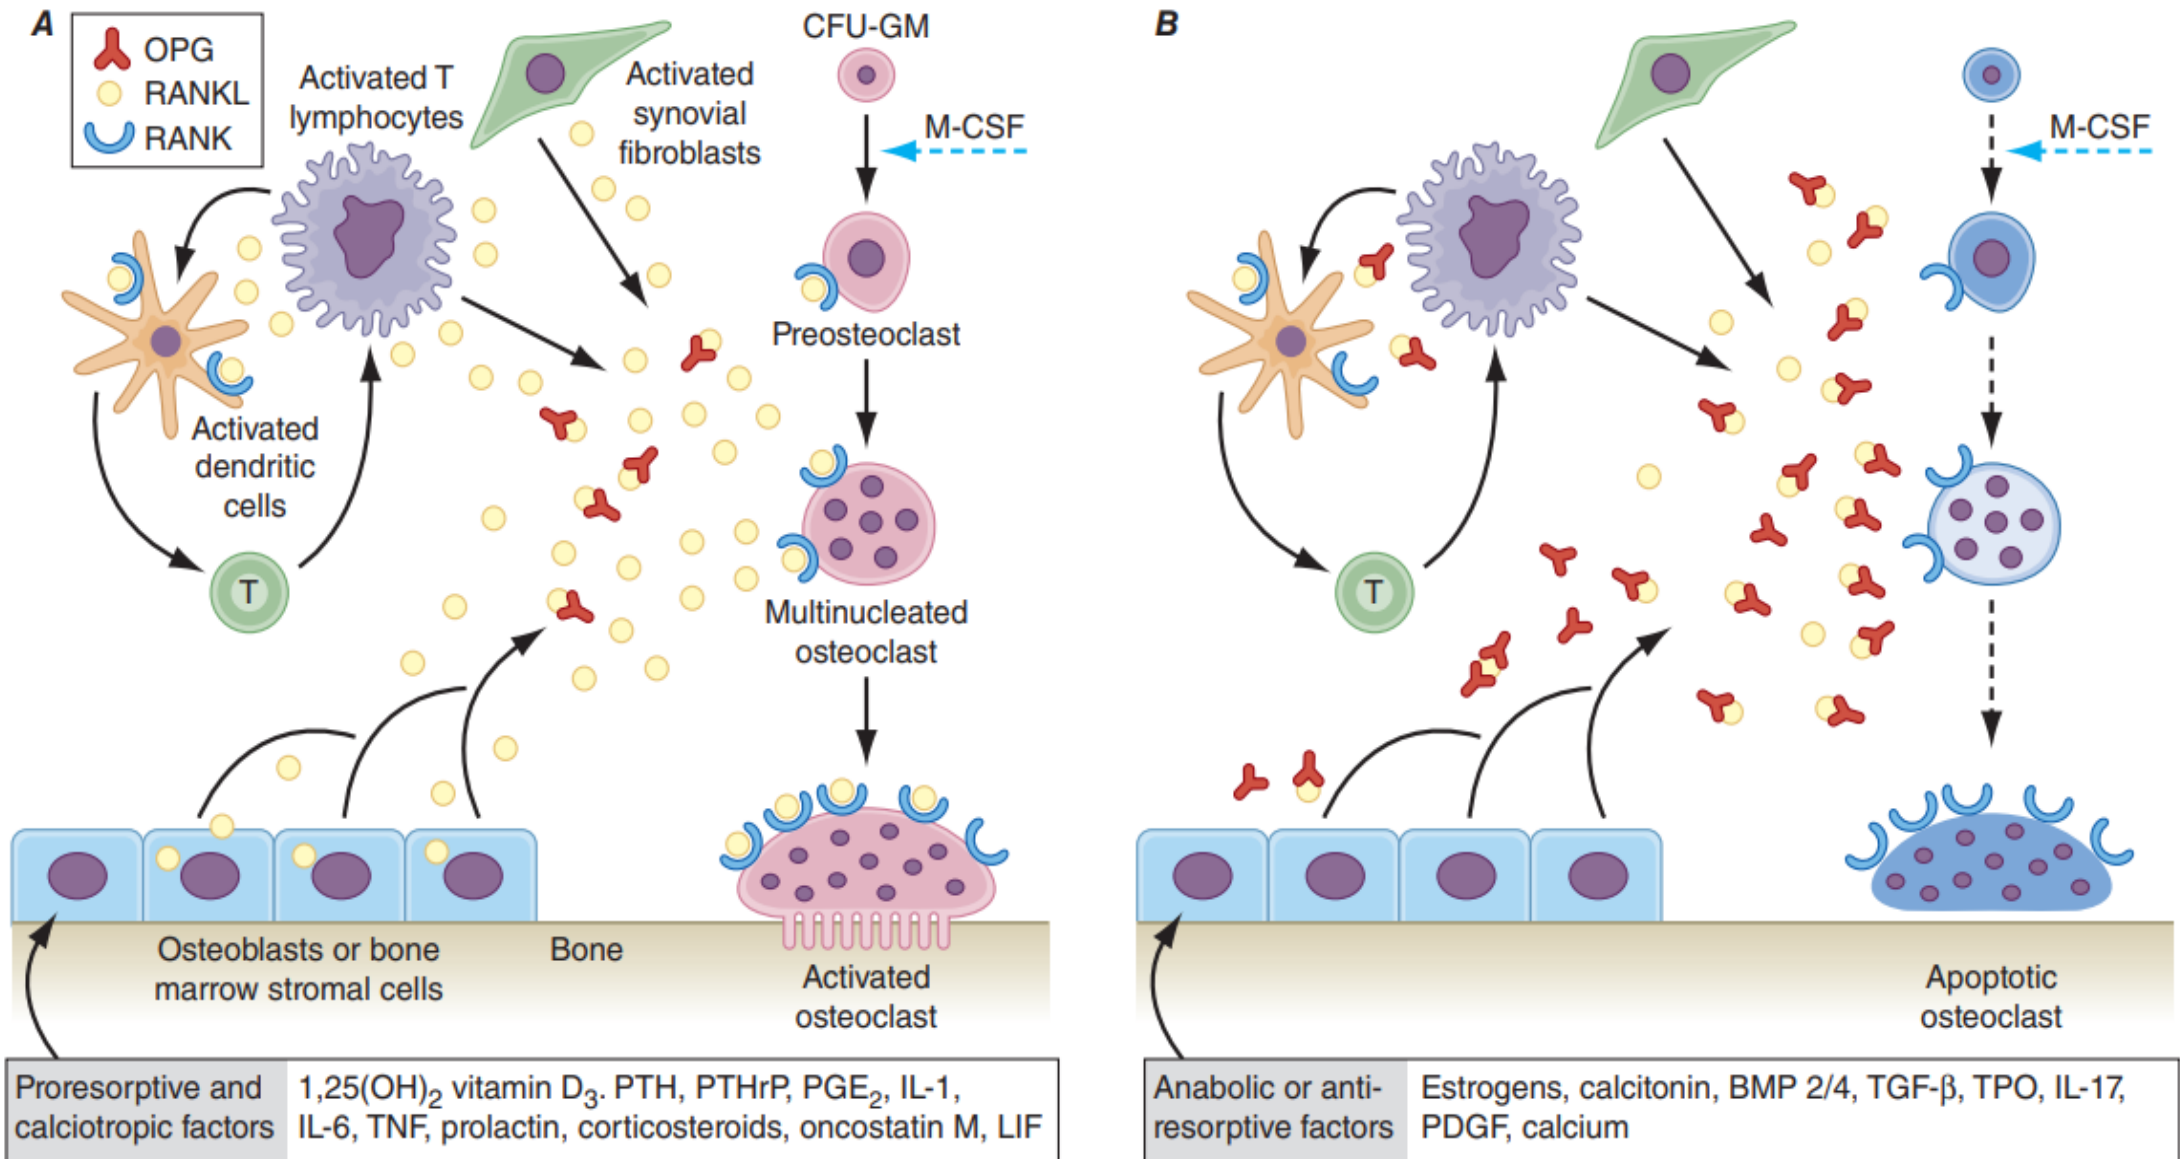 A
OPG
RANKL
RANK
Activated T
lymphocytes
Activated
synovial
fibroblasts
CFU-GM
M-CSF
Preosteoclast
Activated
dendritic
cells
T
Multinucleated
osteoclast
Osteoblasts or bone
marrow stromal cells
Bone
Activated
osteoclast
Proresorptive and
calciotropic factors
1,25(OH)₂ vitamin D₃. PTH, PTHrP, PGE₂, IL-1,
IL-6, TNF, prolactin, corticosteroids, oncostatin M, LIF
B
M-CSF
T
Apoptotic
osteoclast
Anabolic or anti-
resorptive factors
Estrogens, calcitonin, BMP 2/4, TGF-β, TPO, IL-17,
PDGF, calcium